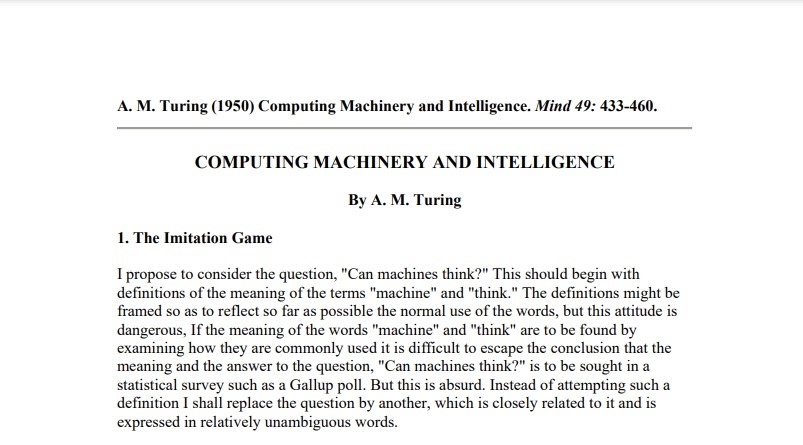 A. M. Turing (1950) Computing Machinery and Intelligence. Mind 49: 433-460.
COMPUTING MACHINERY AND INTELLIGENCE
By A. M. Turing
1. The Imitation Game
I propose to consider the question, "Can machines think?" This should begin with
definitions of the meaning of the terms "machine" and "think." The definitions might be
framed so as to reflect so far as possible the normal use of the words, but this attitude is
dangerous, If the meaning of the words "machine" and "think" are to be found by
examining how they are commonly used it is difficult to escape the conclusion that the
meaning and the answer to the question, "Can machines think?" is to be sought in a
statistical survey such as a Gallup poll. But this is absurd. Instead of attempting such a
definition I shall replace the question by another, which is closely related to it and is
expressed in relatively unambiguous words.